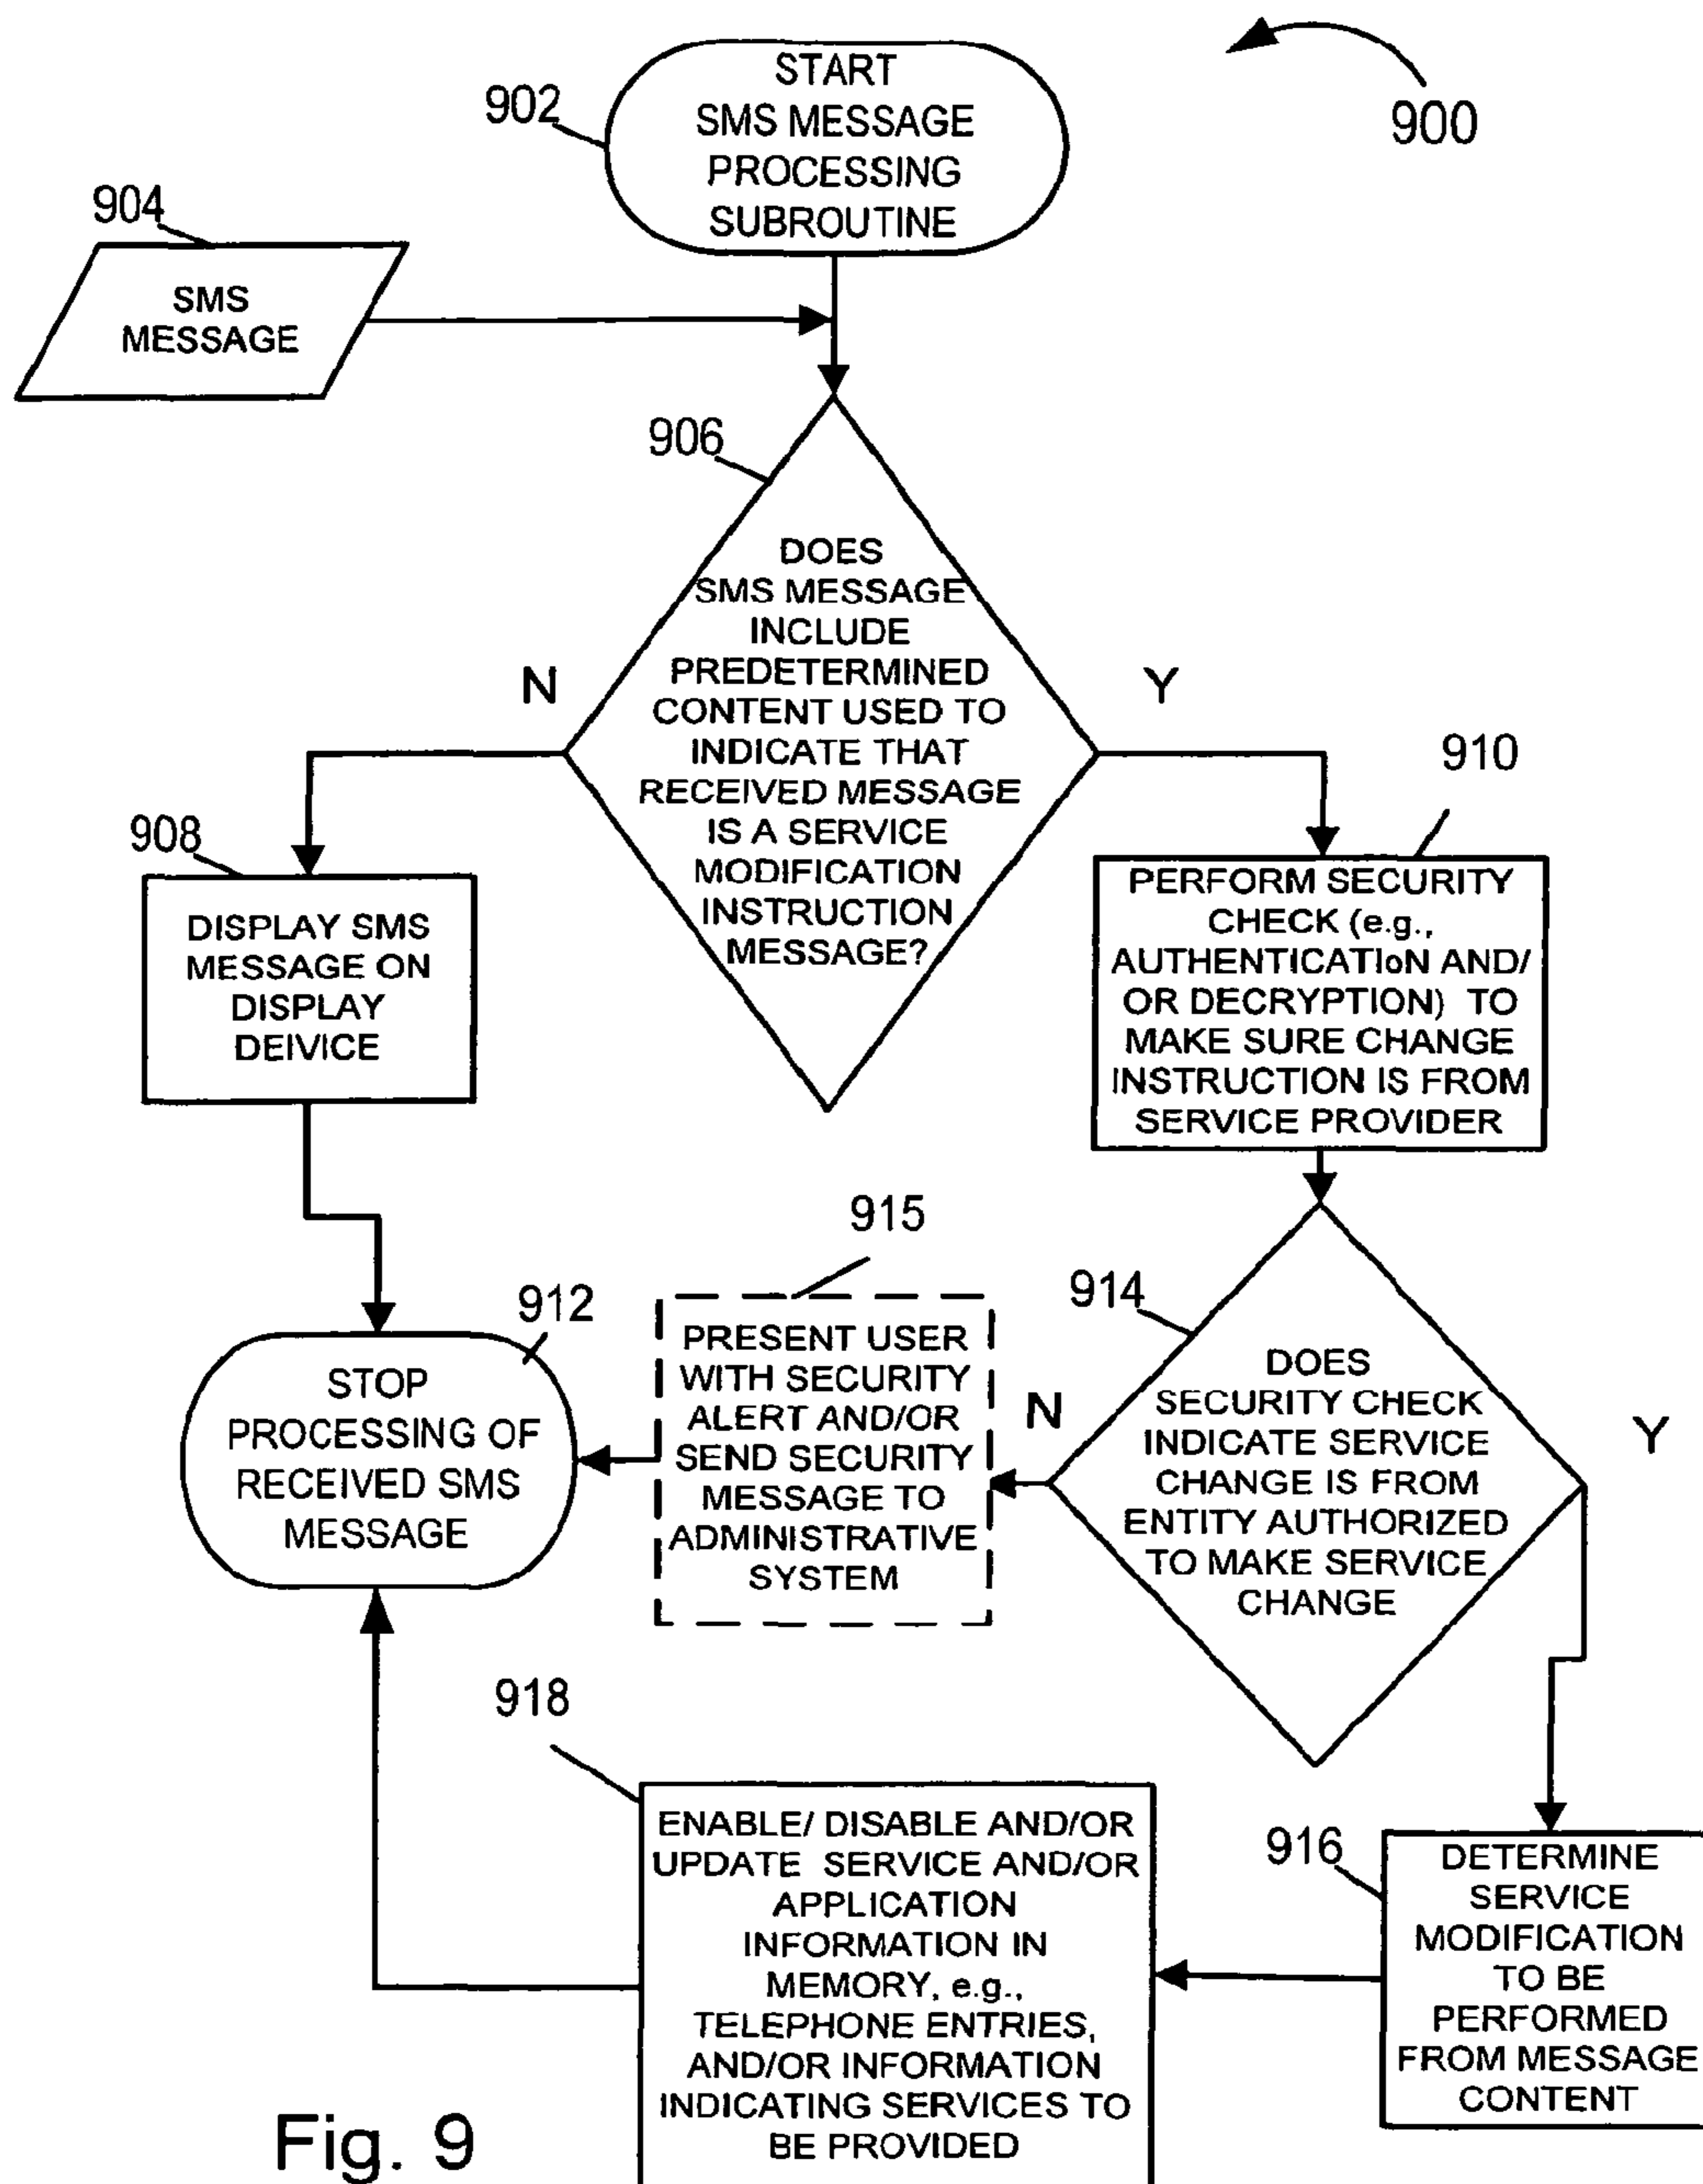 900
902
START
SMS MESSAGE
PROCESSING
SUBROUTINE
904
SMS
MESSAGE
906
DOES
SMS MESSAGE
INCLUDE
PREDETERMINED
CONTENT USED TO
INDICATE THAT
RECEIVED MESSAGE
IS A SERVICE
MODIFICATION
INSTRUCTION
MESSAGE?
N
Y
908
DISPLAY SMS
MESSAGE ON
DISPLAY
DEIVICE
910
PERFORM SECURITY
CHECK (e.g.,
AUTHENTICATIoN AND/
OR DECRYPTION) TO
MAKE SURE CHANGE
INSTRUCTION IS FROM
SERVICE PROVIDER
912
STOP
PROCESSING OF
RECEIVED SMS
MESSAGE
915
PRESENT USER
WITH SECURITY
ALERT AND/OR
SEND SECURITY
MESSAGE TO
ADMINISTRATIVE
SYSTEM
914
DOES
SECURITY CHECK
INDICATE SERVICE
CHANGE IS FROM
ENTITY AUTHORIZED
TO MAKE SERVICE
CHANGE
N
Y
918
ENABLE/ DISABLE AND/OR
UPDATE SERVICE AND/OR
APPLICATION
INFORMATION IN
MEMORY, e.g.,
TELEPHONE ENTRIES,
AND/OR INFORMATION
INDICATING SERVICES TO
BE PROVIDED
916
DETERMINE
SERVICE
MODIFICATION
TO BE
PERFORMED
FROM MESSAGE
CONTENT
Fig. 9